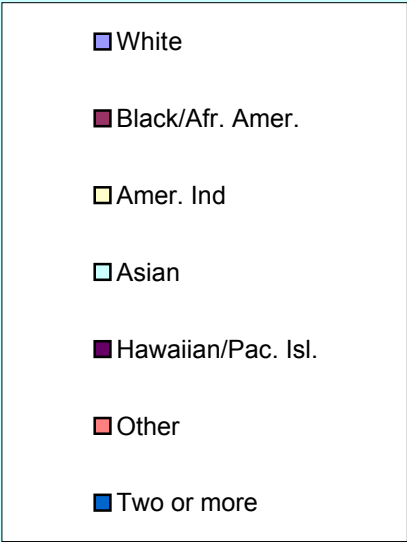 White
Black/Afr. Amer.
Amer. Ind
Asian
Hawaiian/Pac. Isl.
Other
Two or more